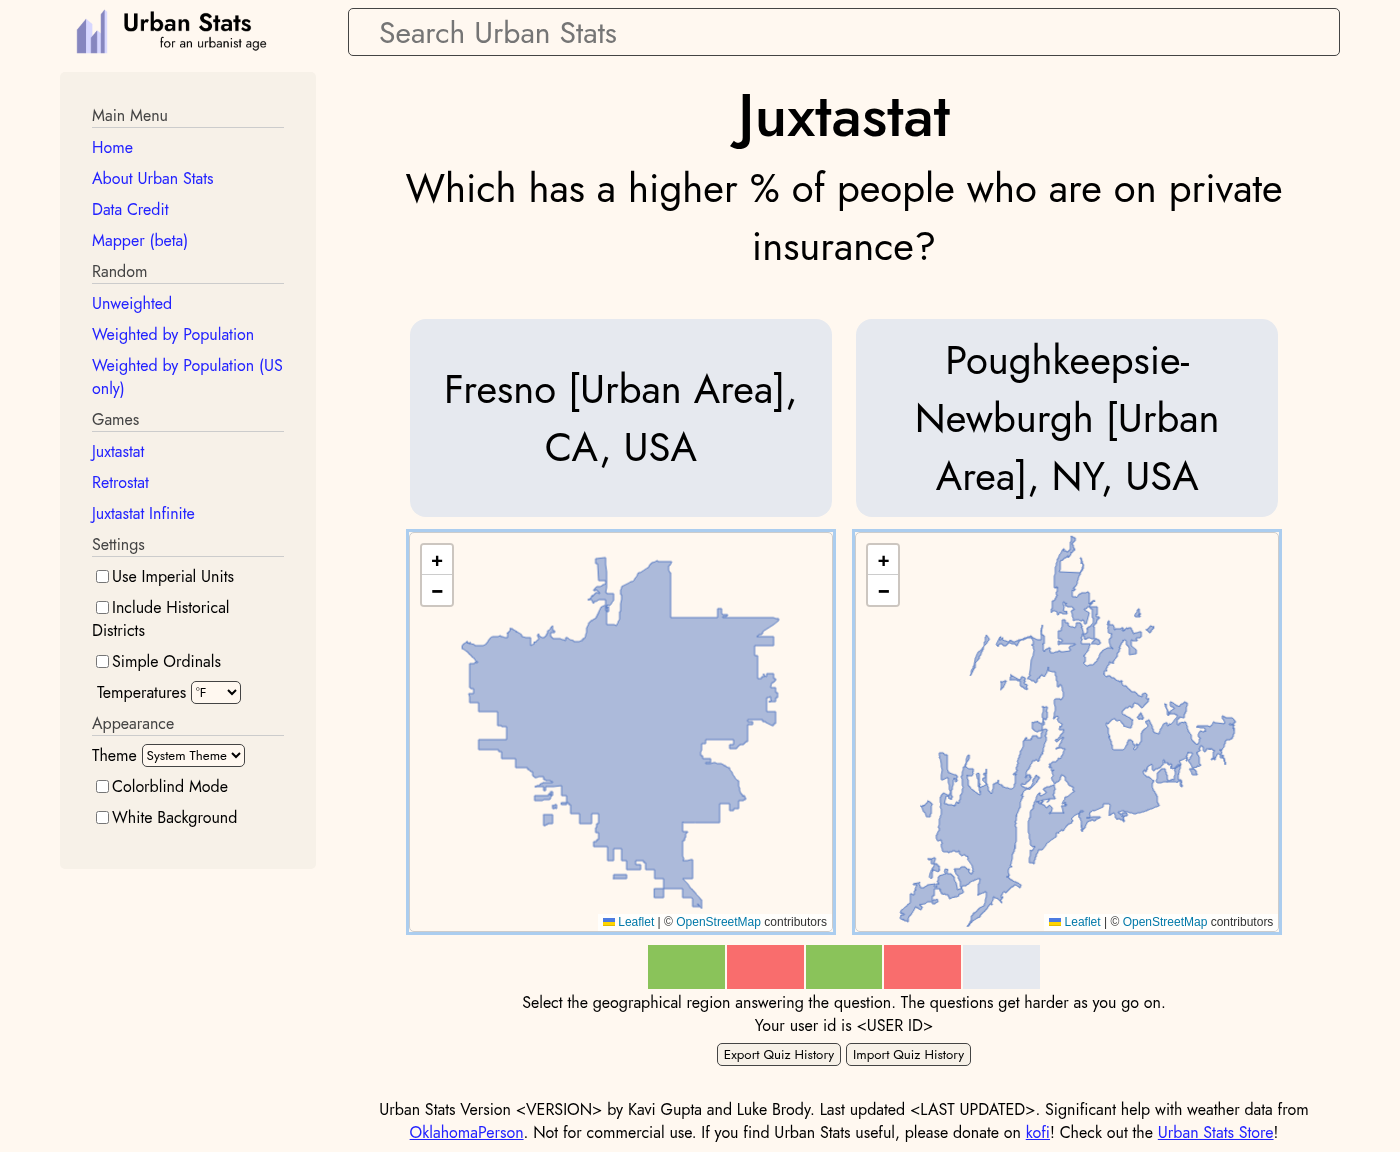 Urban Stats
for an urbanist age
Search Urban Stats
Main Menu
Home
About Urban Stats
Data Credit
Mapper (beta)
Random
Unweighted
Weighted by Population
Weighted by Population (US
only)
Games
Juxtastat
Retrostat
Juxtastat Infinite
Settings
Use Imperial Units
Include Historical
Districts
Simple Ordinals
Temperatures °F
Appearance
Theme System Theme
Colorblind Mode
White Background
Juxtastat
Which has a higher % of people who are on private
insurance?
Fresno [Urban Area],
CA, USA
Poughkeepsie-
Newburgh [Urban
Area], NY, USA
+
−
Leaflet | © OpenStreetMap contributors
+
−
Leaflet | © OpenStreetMap contributors
Select the geographical region answering the question. The questions get harder as you go on.
Your user id is <USER ID>
Export Quiz History Import Quiz History
Urban Stats Version <VERSION> by Kavi Gupta and Luke Brody. Last updated <LAST UPDATED>. Significant help with weather data from
OklahomaPerson. Not for commercial use. If you find Urban Stats useful, please donate on kofi! Check out the Urban Stats Store!